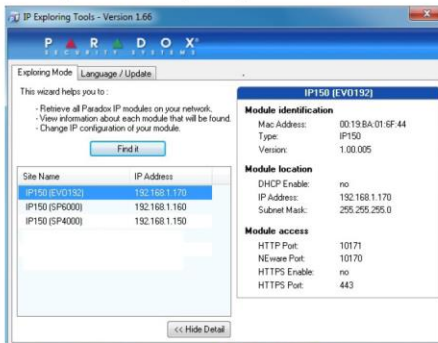 IP Exploring Tools - Version 1.66
PARADOX
SECURITY SYSTEMS
Exploring Mode
Language / Update
This wizard helps you to :
- Retrieve all Paradox IP modules on your network.
- View information about each module that will be found.
- Change IP configuration of your module.
Find it
Site Name IP Address
IP150 (EVO192) 192.168.1.170
IP150 (SP6000) 192.168.1.160
IP150 (SP4000) 192.168.1.150
<< Hide Detail
IP150 (EVO192)
Module identification
Mac Address: 00:19:BA:01:6F:44
Type: IP150
Version: 1.00.005
Module location
DHCP Enable: no
IP Address: 192.168.1.170
Subnet Mask: 255.255.255.0
Module access
HTTP Port: 10171
NEware Port: 10170
HTTPS Enable: no
HTTPS Port: 443